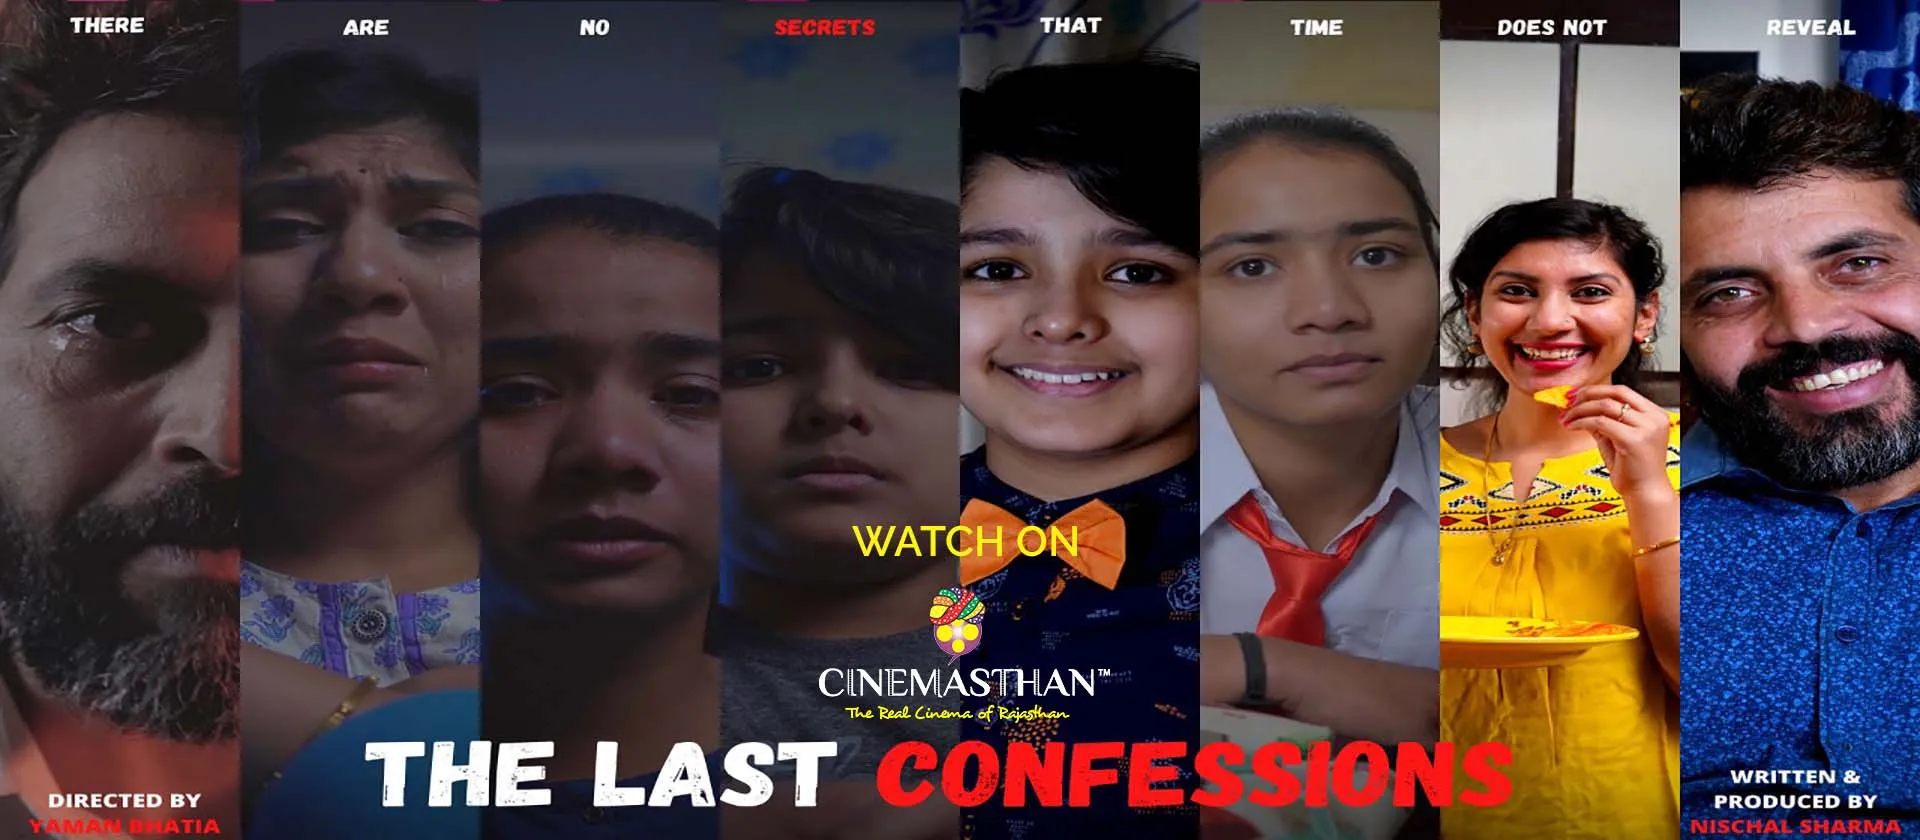 THERE ARE NO SECRETS THAT TIME DOES NOT REVEAL
WATCH ON
CINEMASTHAN™
The Real Cinema of Rajasthan
THE LAST CONFESSIONS
DIRECTED BY
YAMAN BHATIA
WRITTEN &
PRODUCED BY
NISCHAL SHARMA